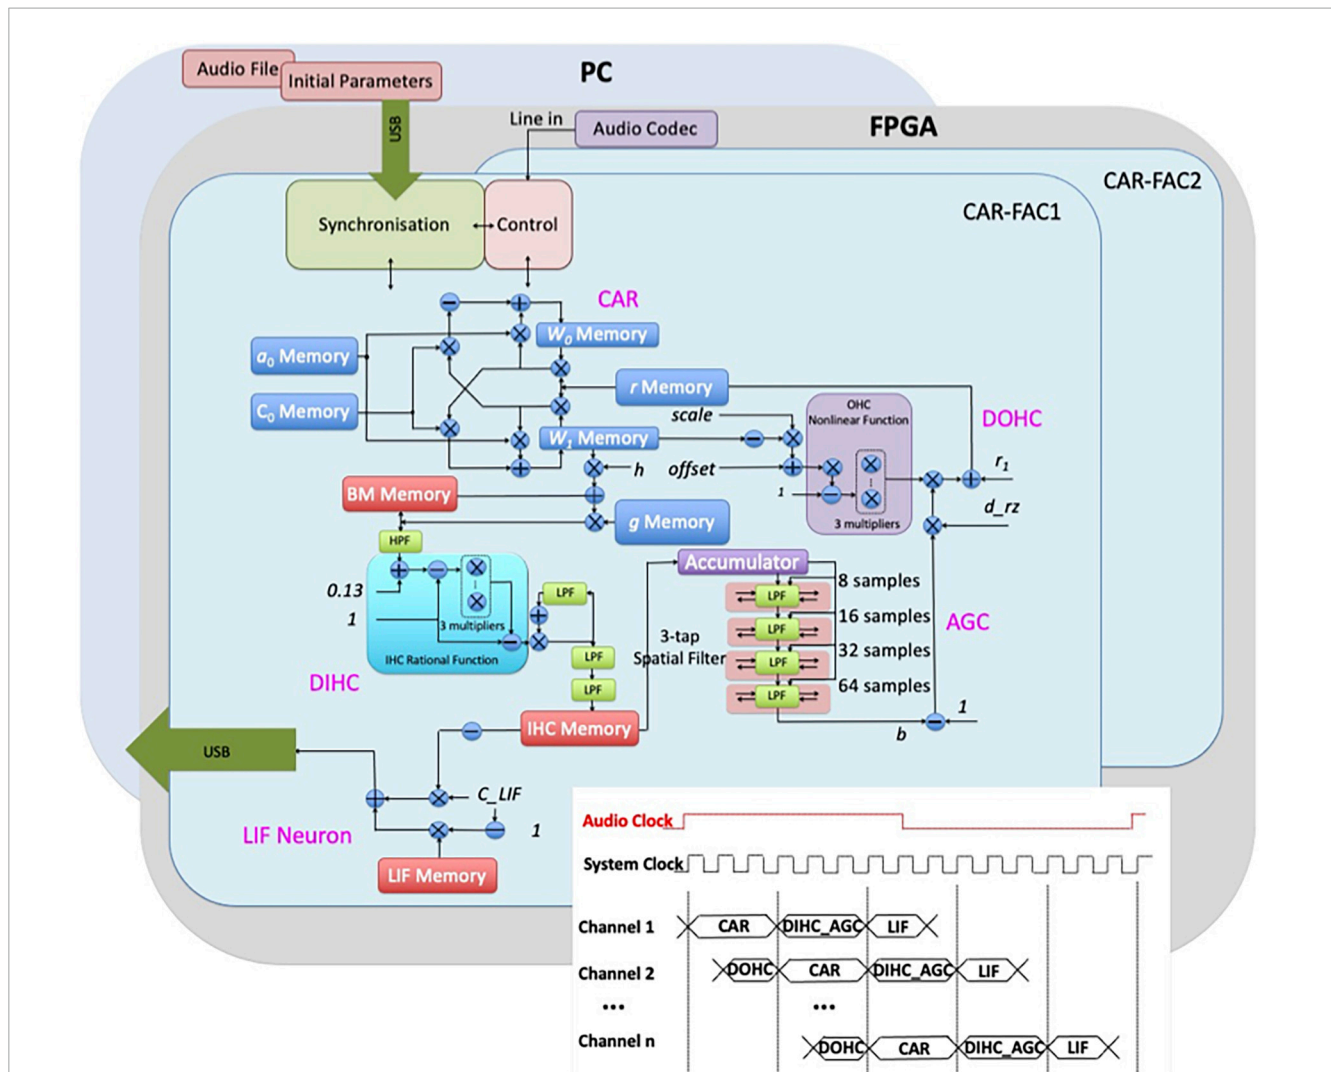 PC
Audio File
Initial Parameters
USB
FPGA
Line in
Audio Codec
CAR-FAC2
CAR-FAC1
Synchronisation
Control
CAR
a0 Memory
W0 Memory
r Memory
C0 Memory
scale
OHC
Nonlinear Function
DOHC
W1 Memory
h
offset
r1
1
BM Memory
g Memory
3 multipliers
d_rz
HPF
Accumulator
0.13
1
3 multipliers
IHC Rational Function
LPF
LPF
LPF
8 samples
LPF
16 samples
LPF
32 samples
LPF
64 samples
LPF
3-tap
Spatial Filter
AGC
DIHC
IHC Memory
1
b
USB
C_LIF
1
LIF Neuron
LIF Memory
Audio Clock
System Clock
Channel 1
CAR
DIHC_AGC
LIF
Channel 2
DOHC
CAR
DIHC_AGC
LIF
...
...
Channel n
DOHC
CAR
DIHC_AGC
LIF